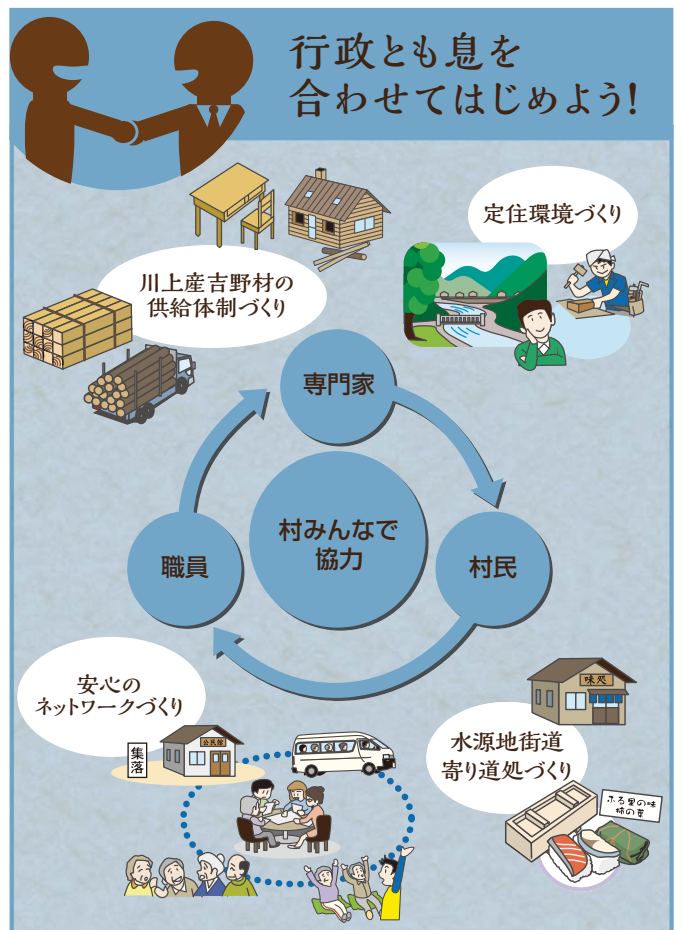 行政とも息を
合わせてはじめよう!
定住環境づくり
川上産吉野材の
供給体制づくり
専門家
村みんなで
協力
職員
村民
安心の
ネットワークづくり
味処
公民館
集落
水源地街道
寄り道処づくり
ふる里の味
柿の葉